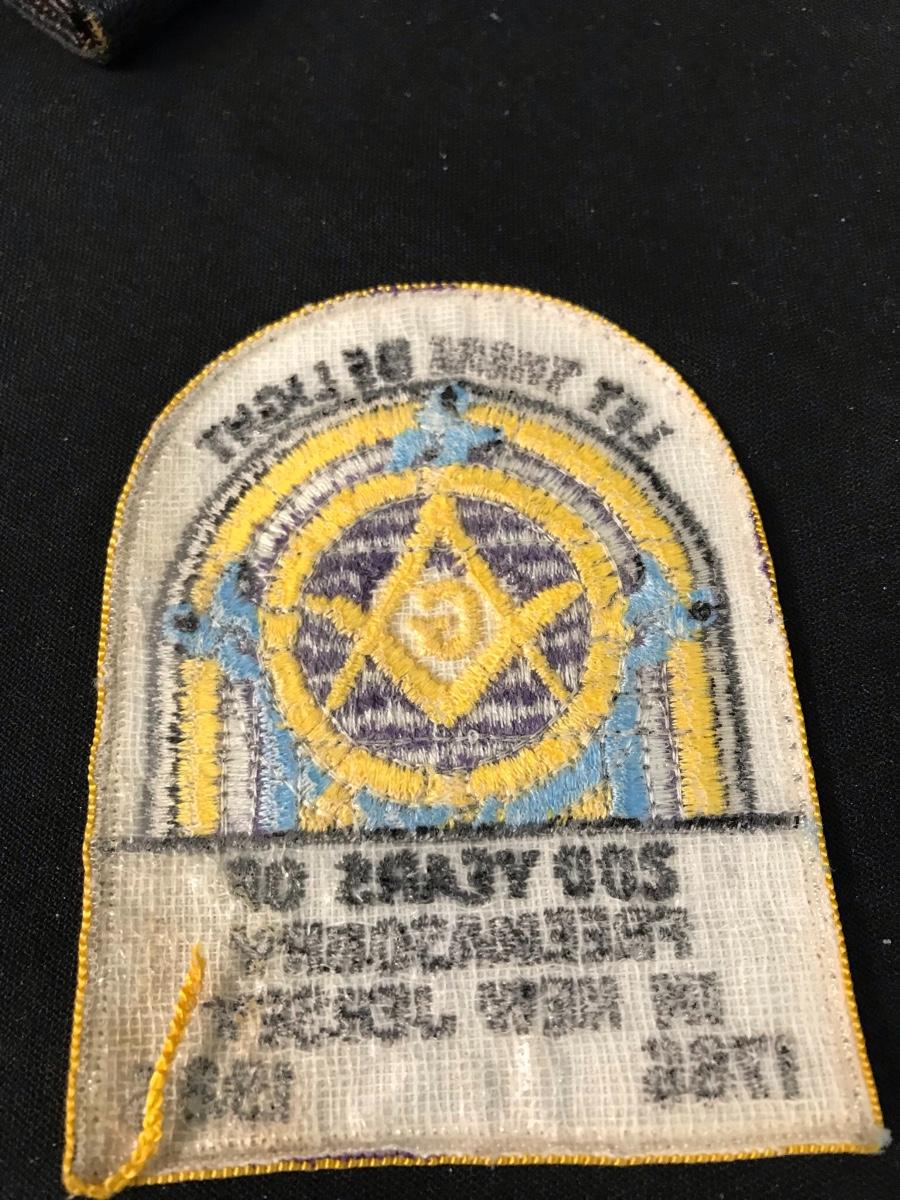 LET THERE BE LIGHT
G
200 YEARS OF
FREEMASONRY
IN NEW JERSEY
1786 1986